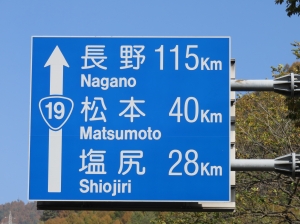 長野 115Km
Nagano
19 松本 40Km
Matsumoto
塩尻 28Km
Shiojiri